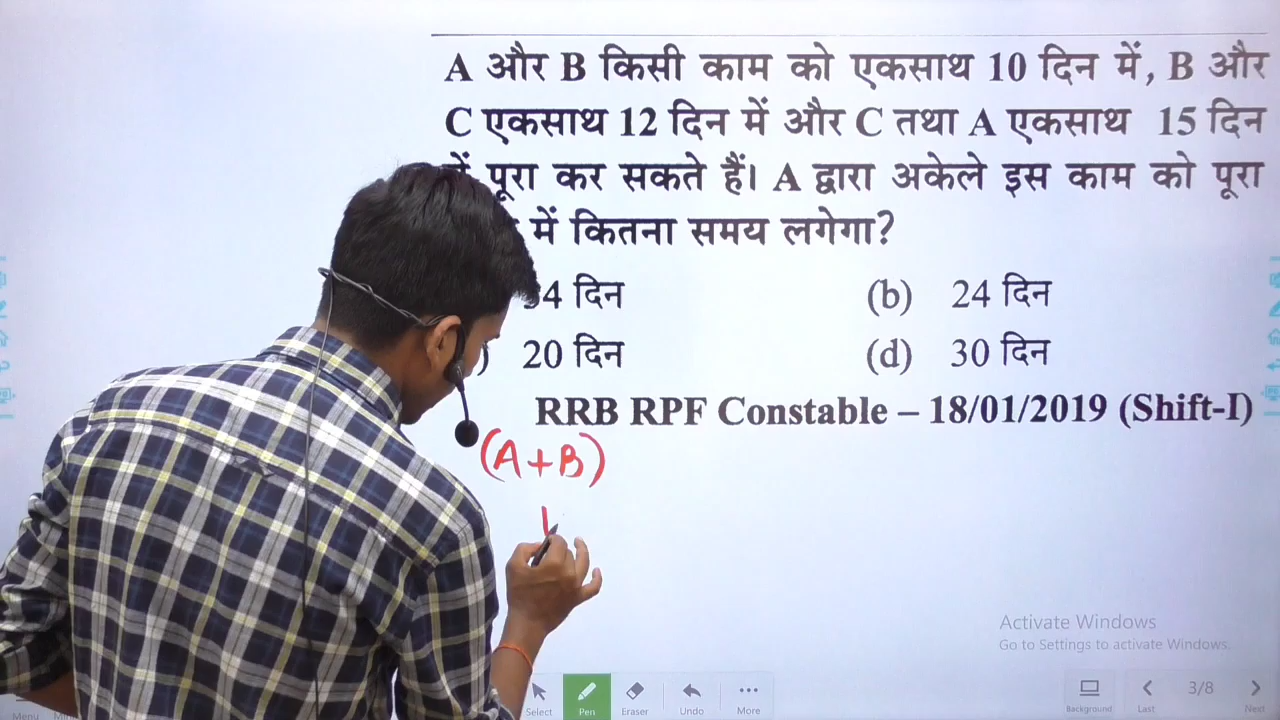 A और B किसी काम को एकसाथ 10 दिन में, B और
C एकसाथ 12 दिन में और C तथा A एकसाथ 15 दिन
पूरा कर सकते हैं। A द्वारा अकेले इस काम को पूरा
में कितना समय लगेगा?
दिन (b) 24 दिन
20 दिन (d) 30 दिन
RRB RPF Constable – 18/01/2019 (Shift-I)
(A+B)
Activate Windows
Go to Settings to activate Windows.
Menu Select Pen Eraser Undo More Background Last 3/8 Next